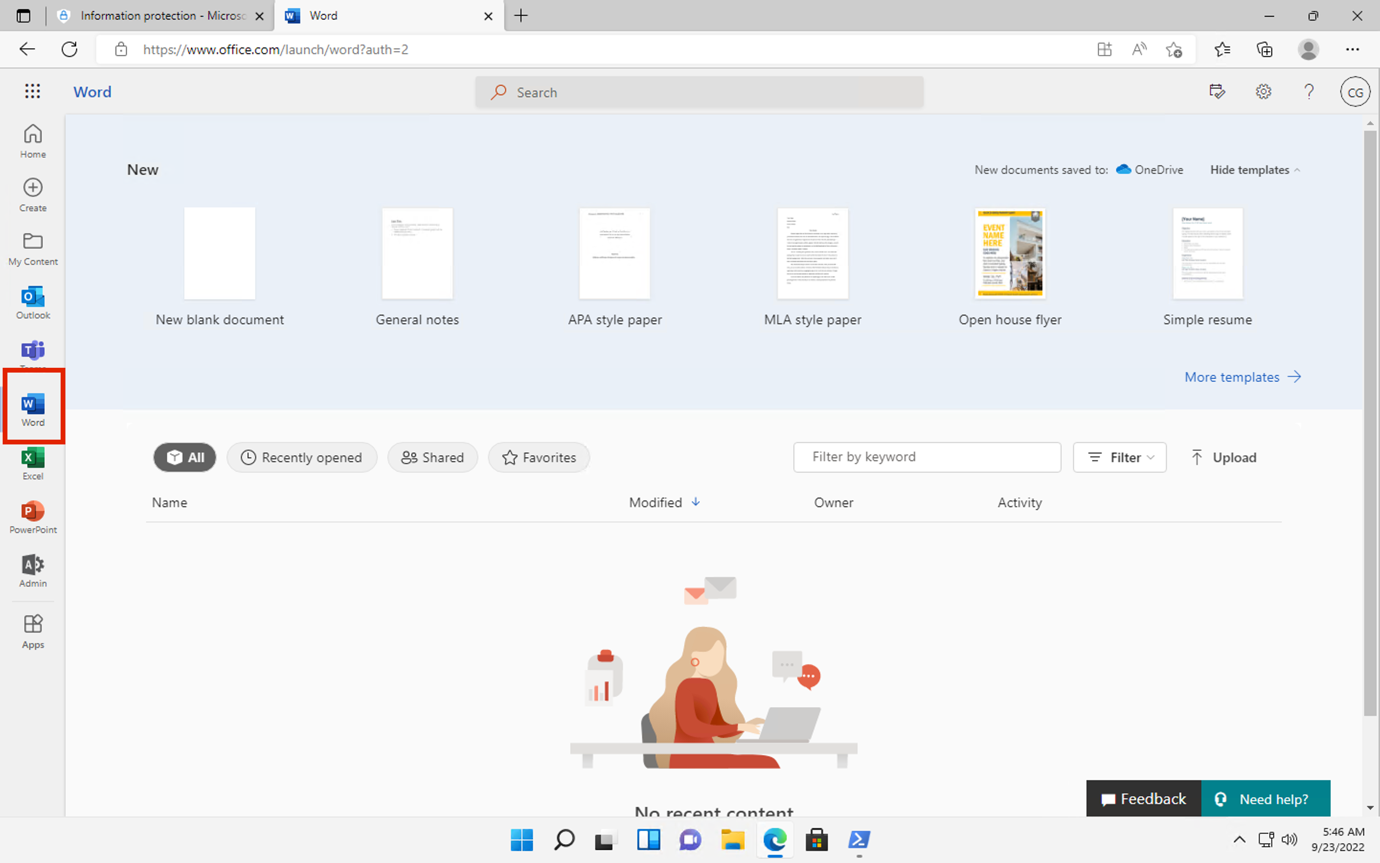 Information protection - Microsc
Word
https://www.office.com/launch/word?auth=2
Word
Search
CG
Home
Create
My Content
Outlook
Word
Excel
PowerPoint
Admin
Apps
New
New documents saved to: OneDrive
Hide templates
EVENT NAME HERE
[Your Name]
New blank document
General notes
APA style paper
MLA style paper
Open house flyer
Simple resume
More templates
All
Recently opened
Shared
Favorites
Filter by keyword
Filter
Upload
Name
Modified
Owner
Activity
No recent content
Feedback
Need help?
5:46 AM
9/23/2022